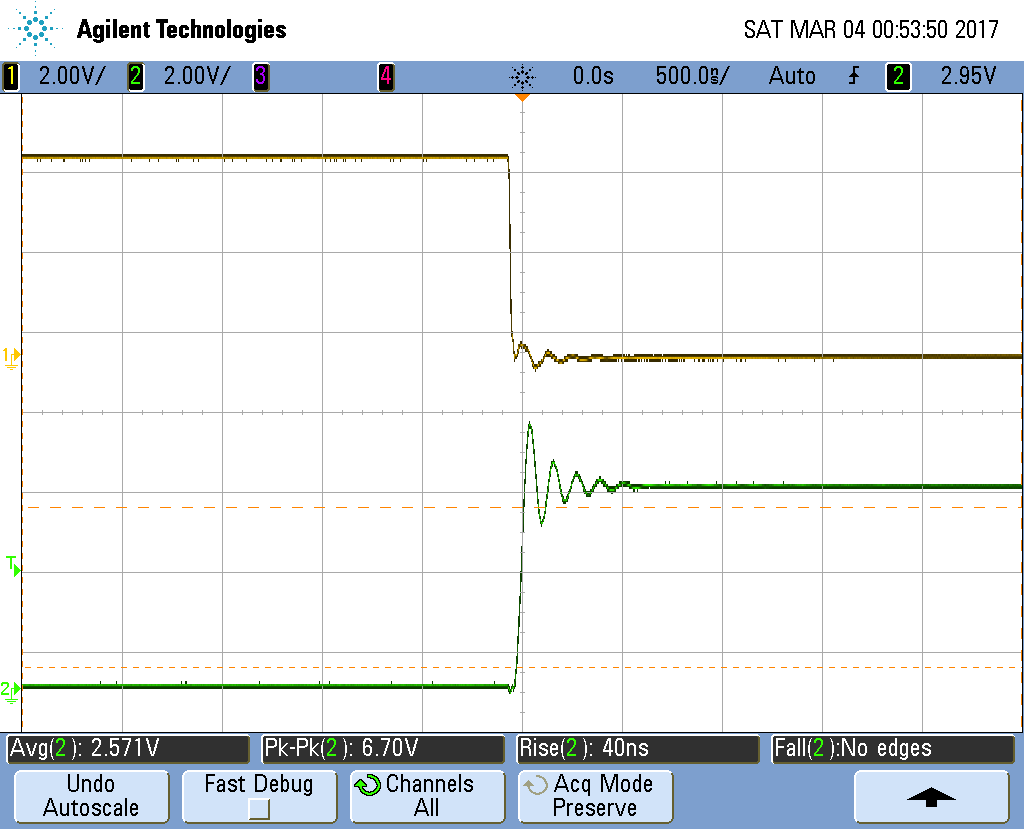 Agilent Technologies SAT MAR 04 00:53:50 2017
1 2.00V/ 2 2.00V/ 3 4 0.0s 500.0ns/ Auto 2 2.95V
1
T
2
Avg(2): 2.571V Pk-Pk(2): 6.70V Rise(2): 40ns Fall(2):No edges
Undo Autoscale
Fast Debug
Channels All
Acq Mode Preserve